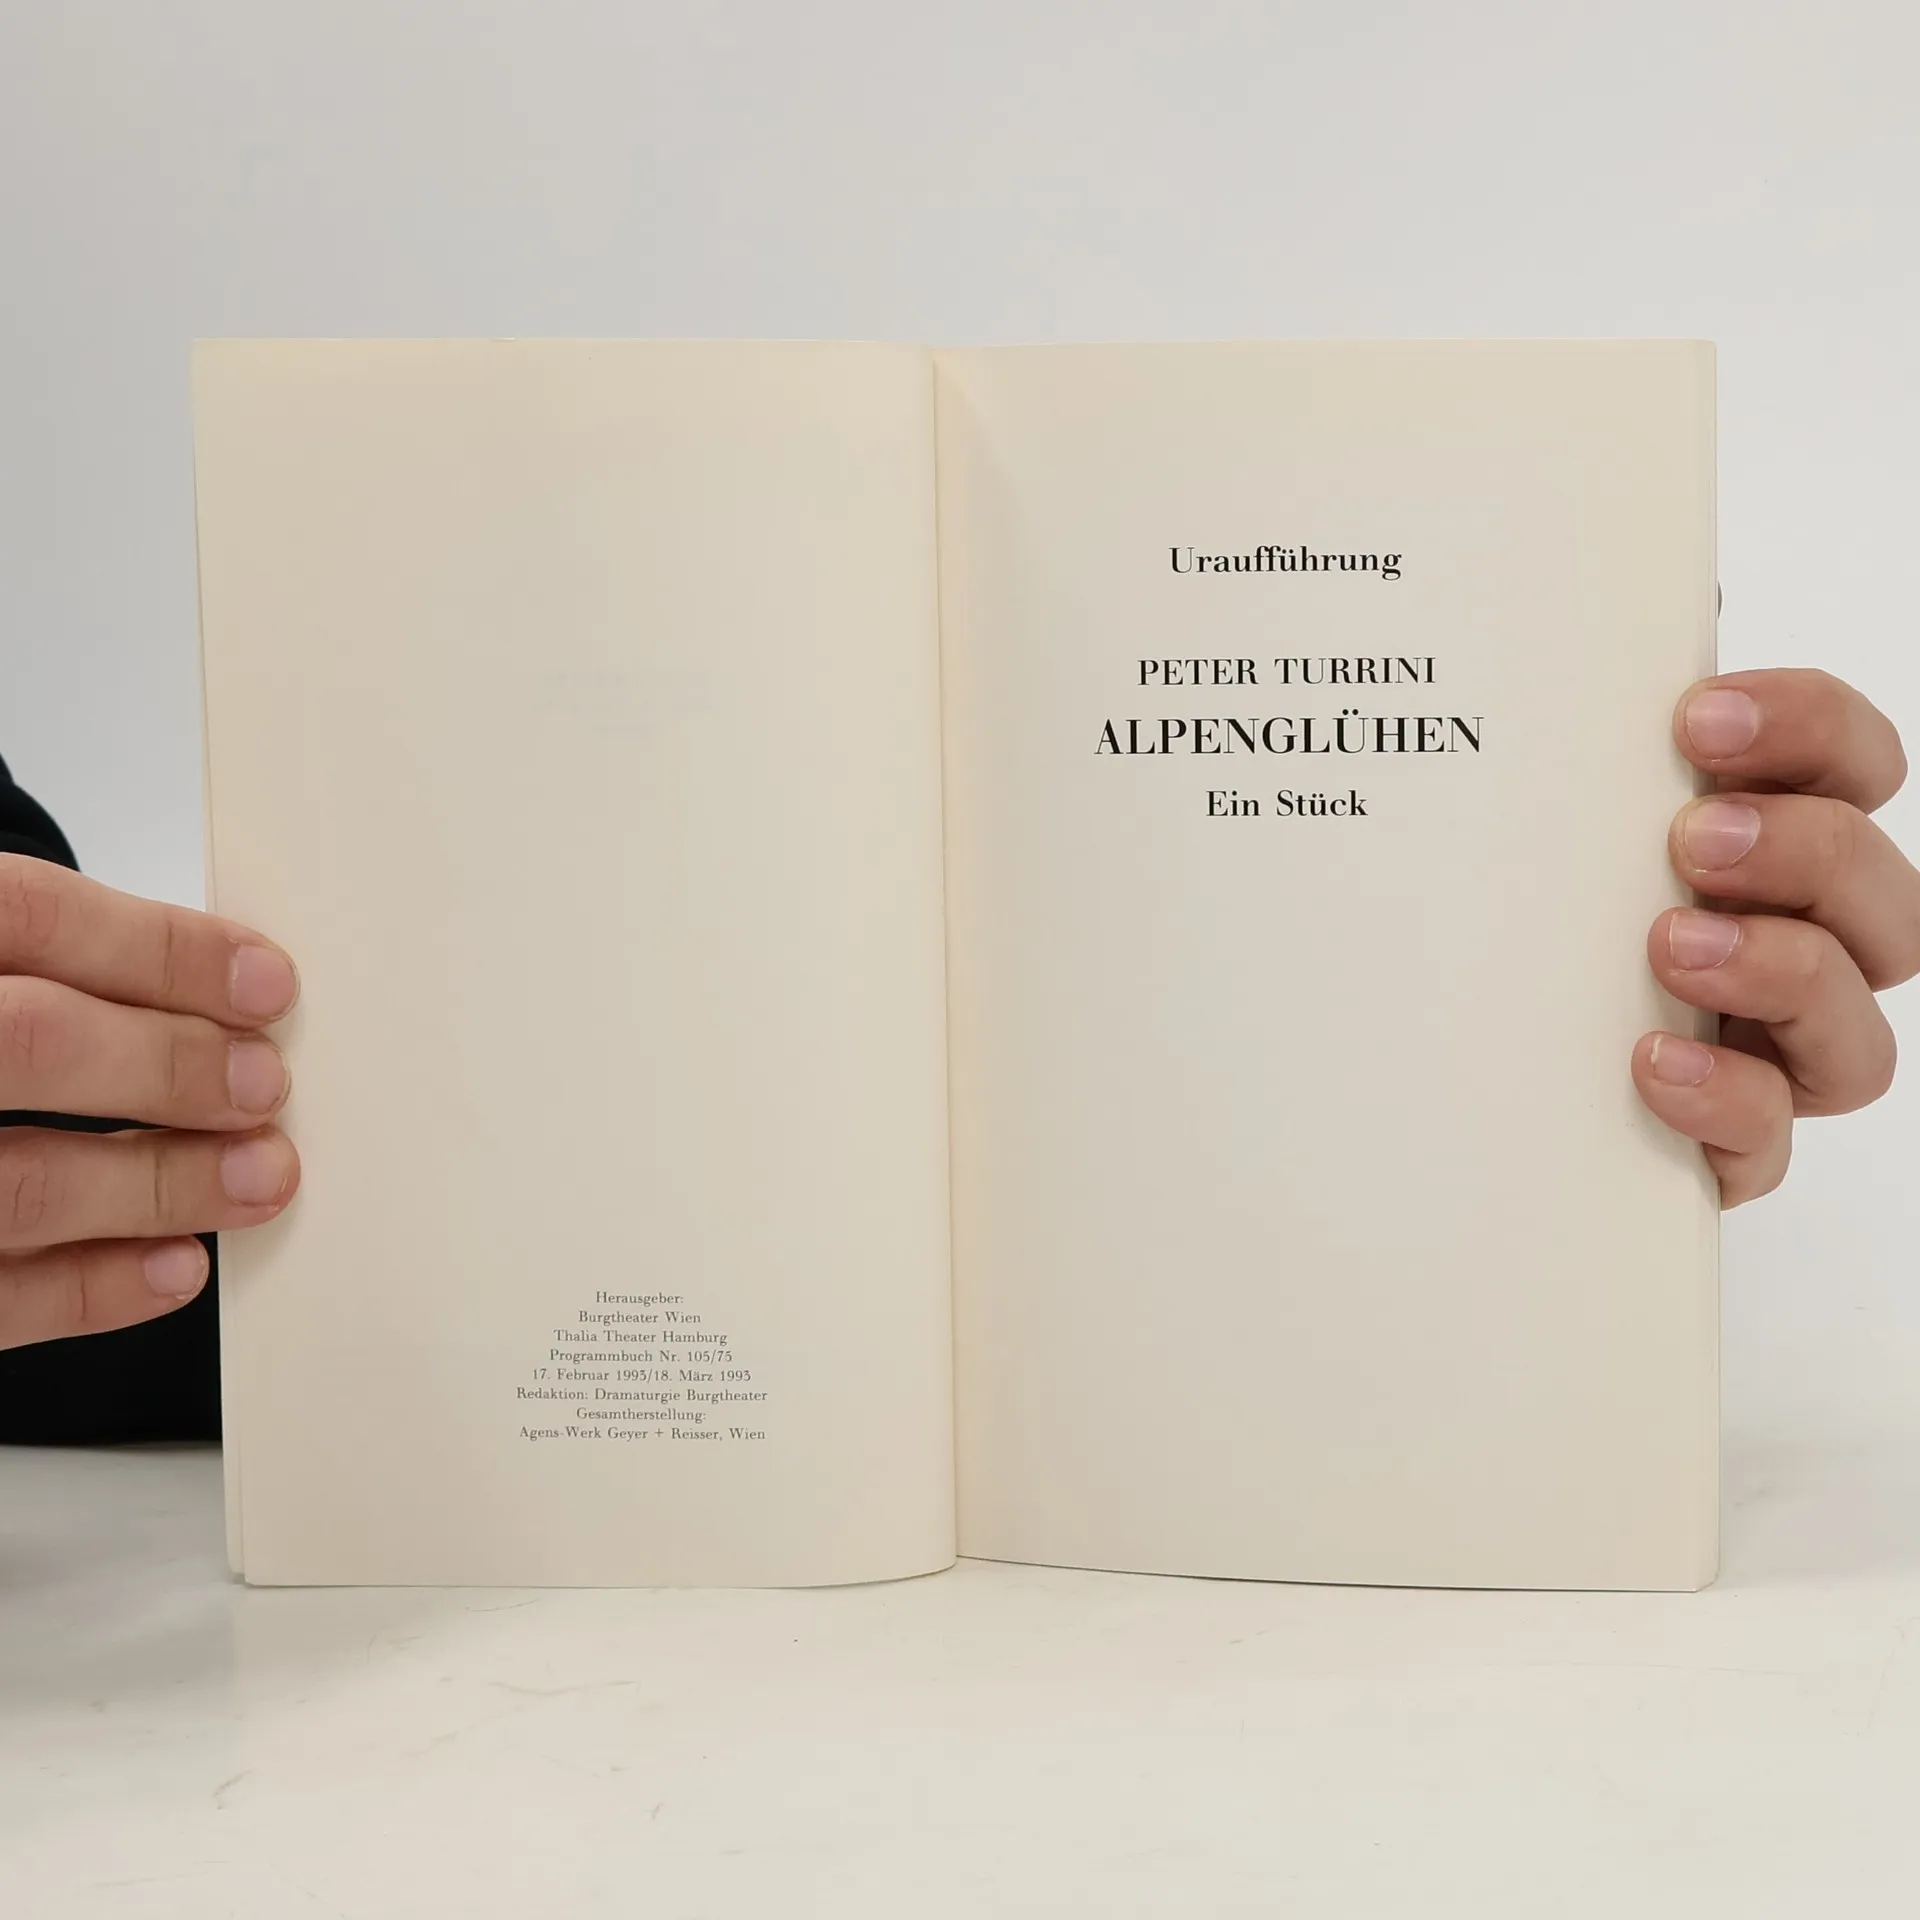 Herausgeber:
Burgtheater Wien
Thalia Theater Hamburg
Programmbuch Nr. 105/75
17. Februar 1993/18. März 1993
Redaktion: Dramaturgie Burgtheater
Gesamtherstellung:
Agens-Werk Geyer + Reisser, Wien
Uraufführung
PETER TURRINI
ALPENGLÜHEN
Ein Stück